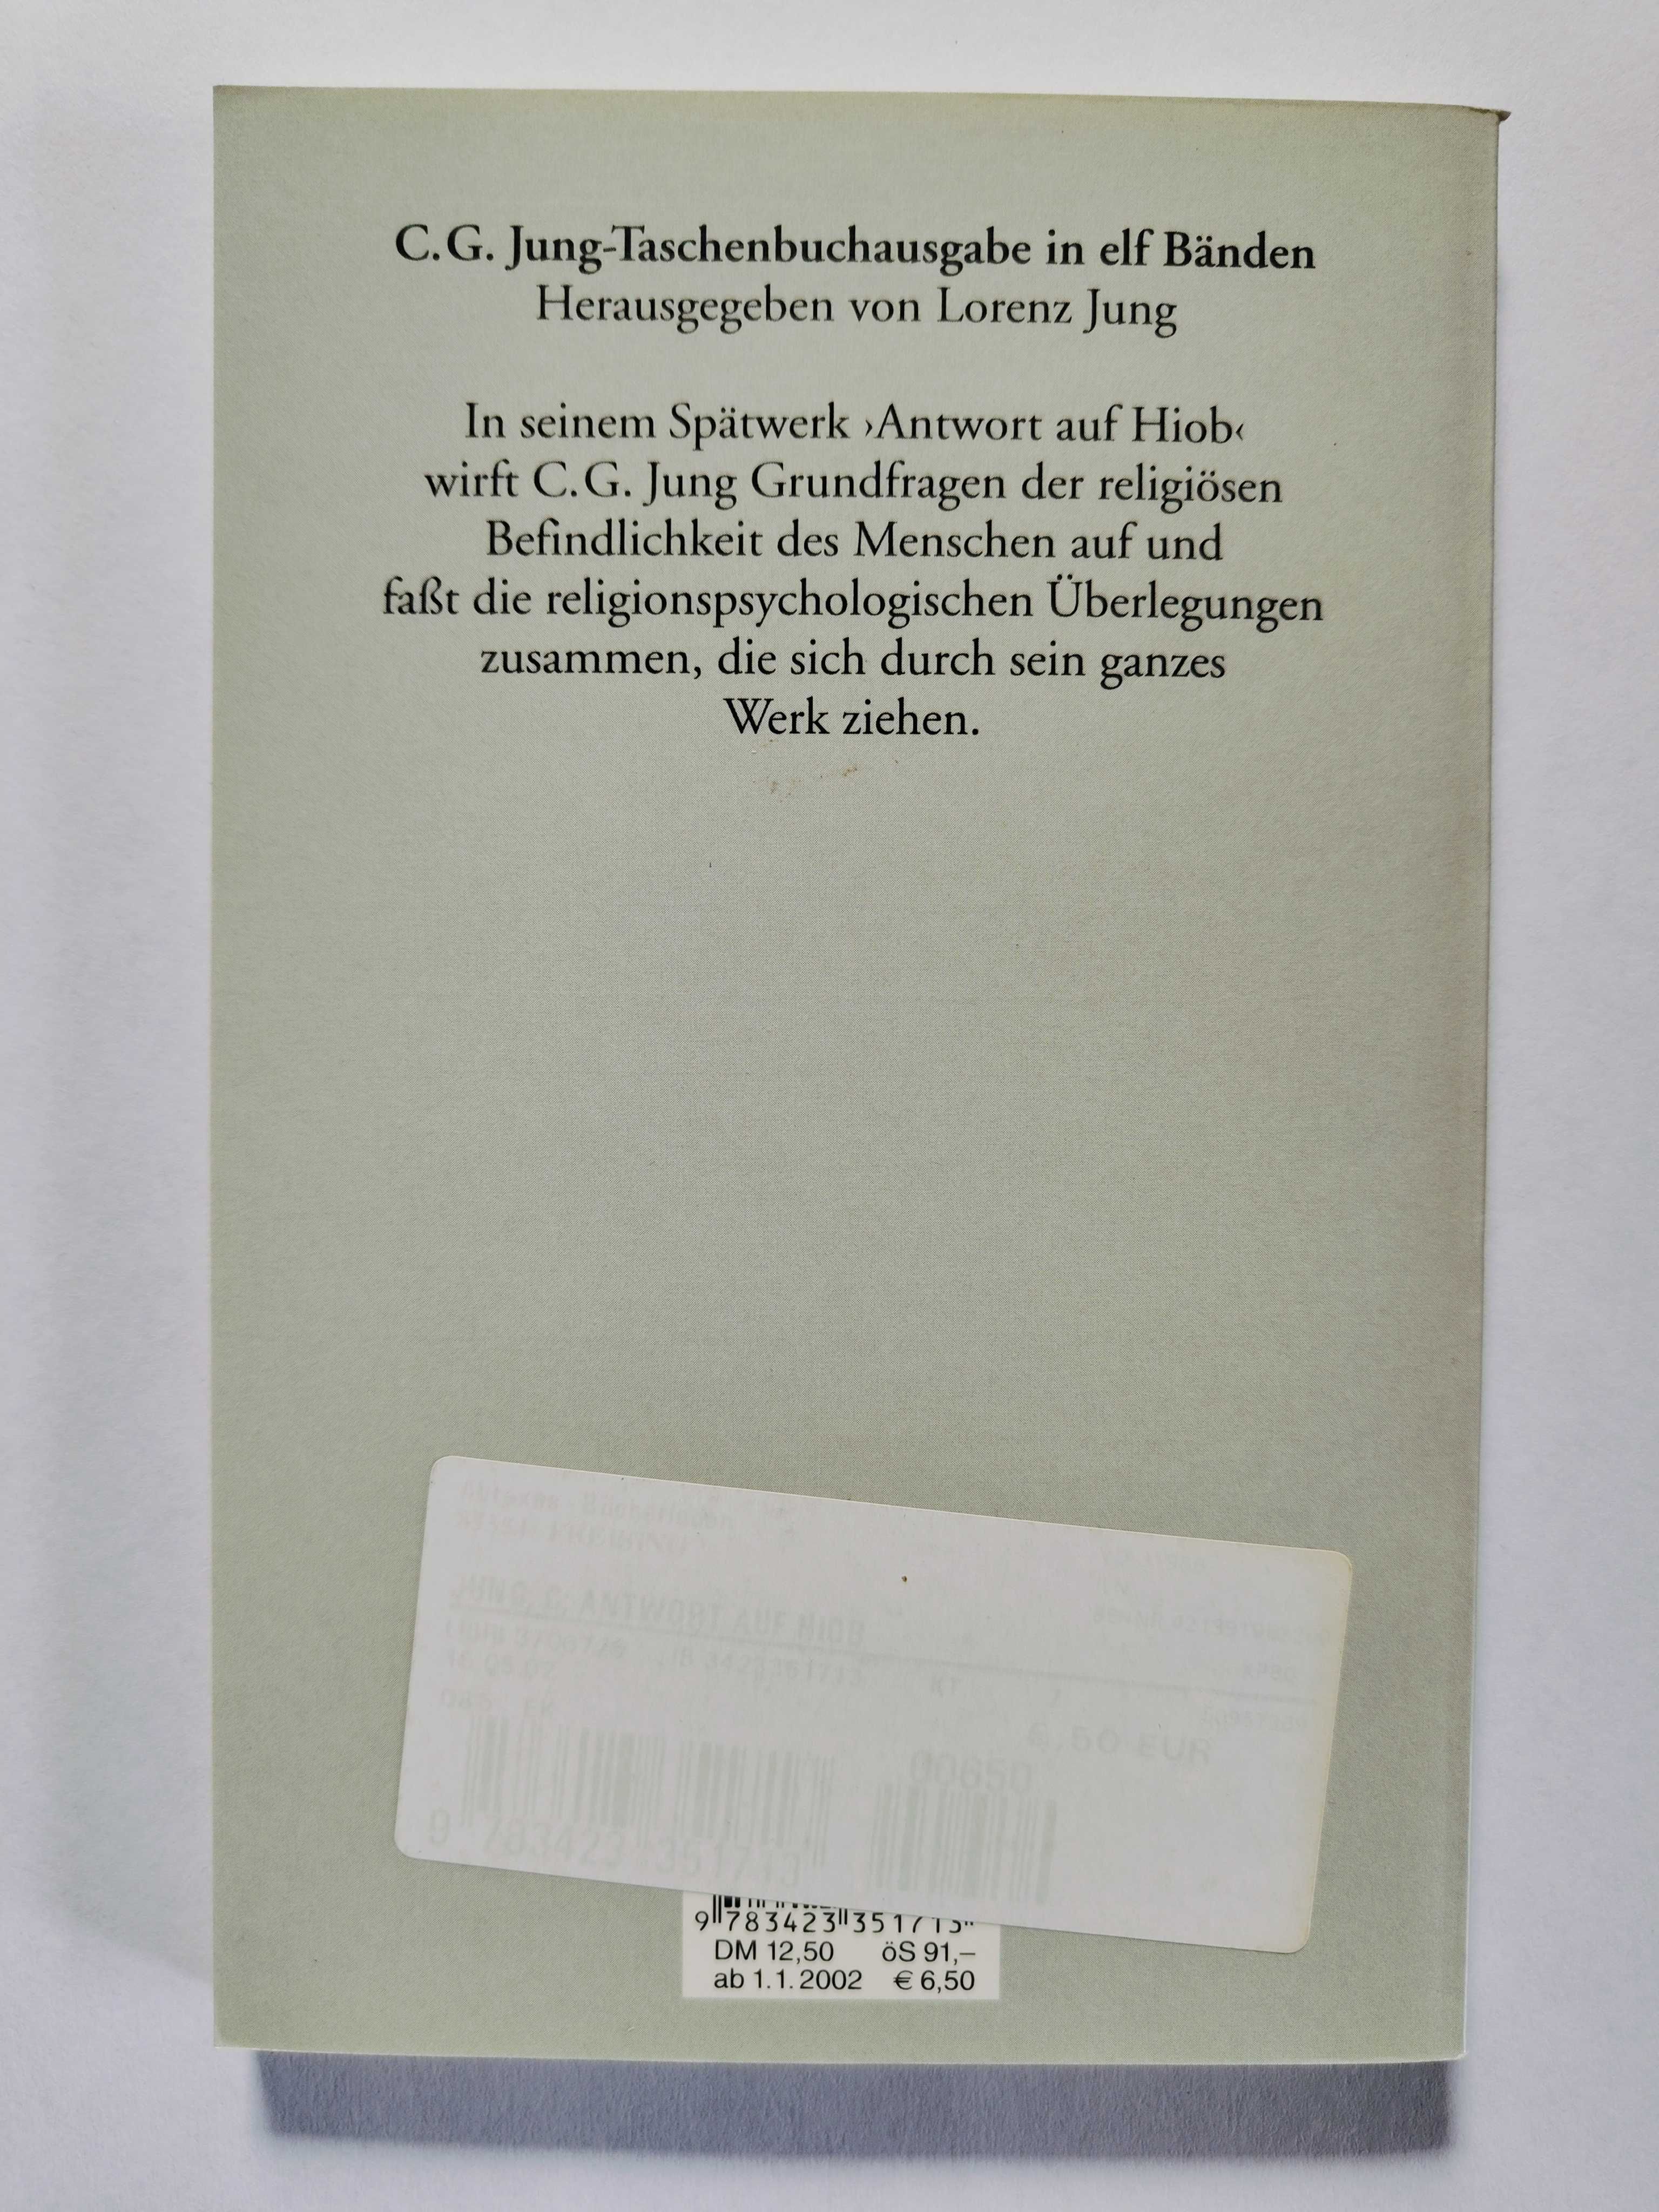 C.G. Jung-Taschenbuchausgabe in elf Bänden
Herausgegeben von Lorenz Jung
In seinem Spätwerk ›Antwort auf Hiob‹
wirft C.G. Jung Grundfragen der religiösen
Befindlichkeit des Menschen auf und
faßt die religionspsychologischen Überlegungen
zusammen, die sich durch sein ganzes
Werk ziehen.
JUNG, C: ANTWORT AUF HIOB
KT
6,50 EUR
00650
9 783423 351713
9 783423 351713
DM 12,50 öS 91,–
ab 1.1.2002 € 6,50